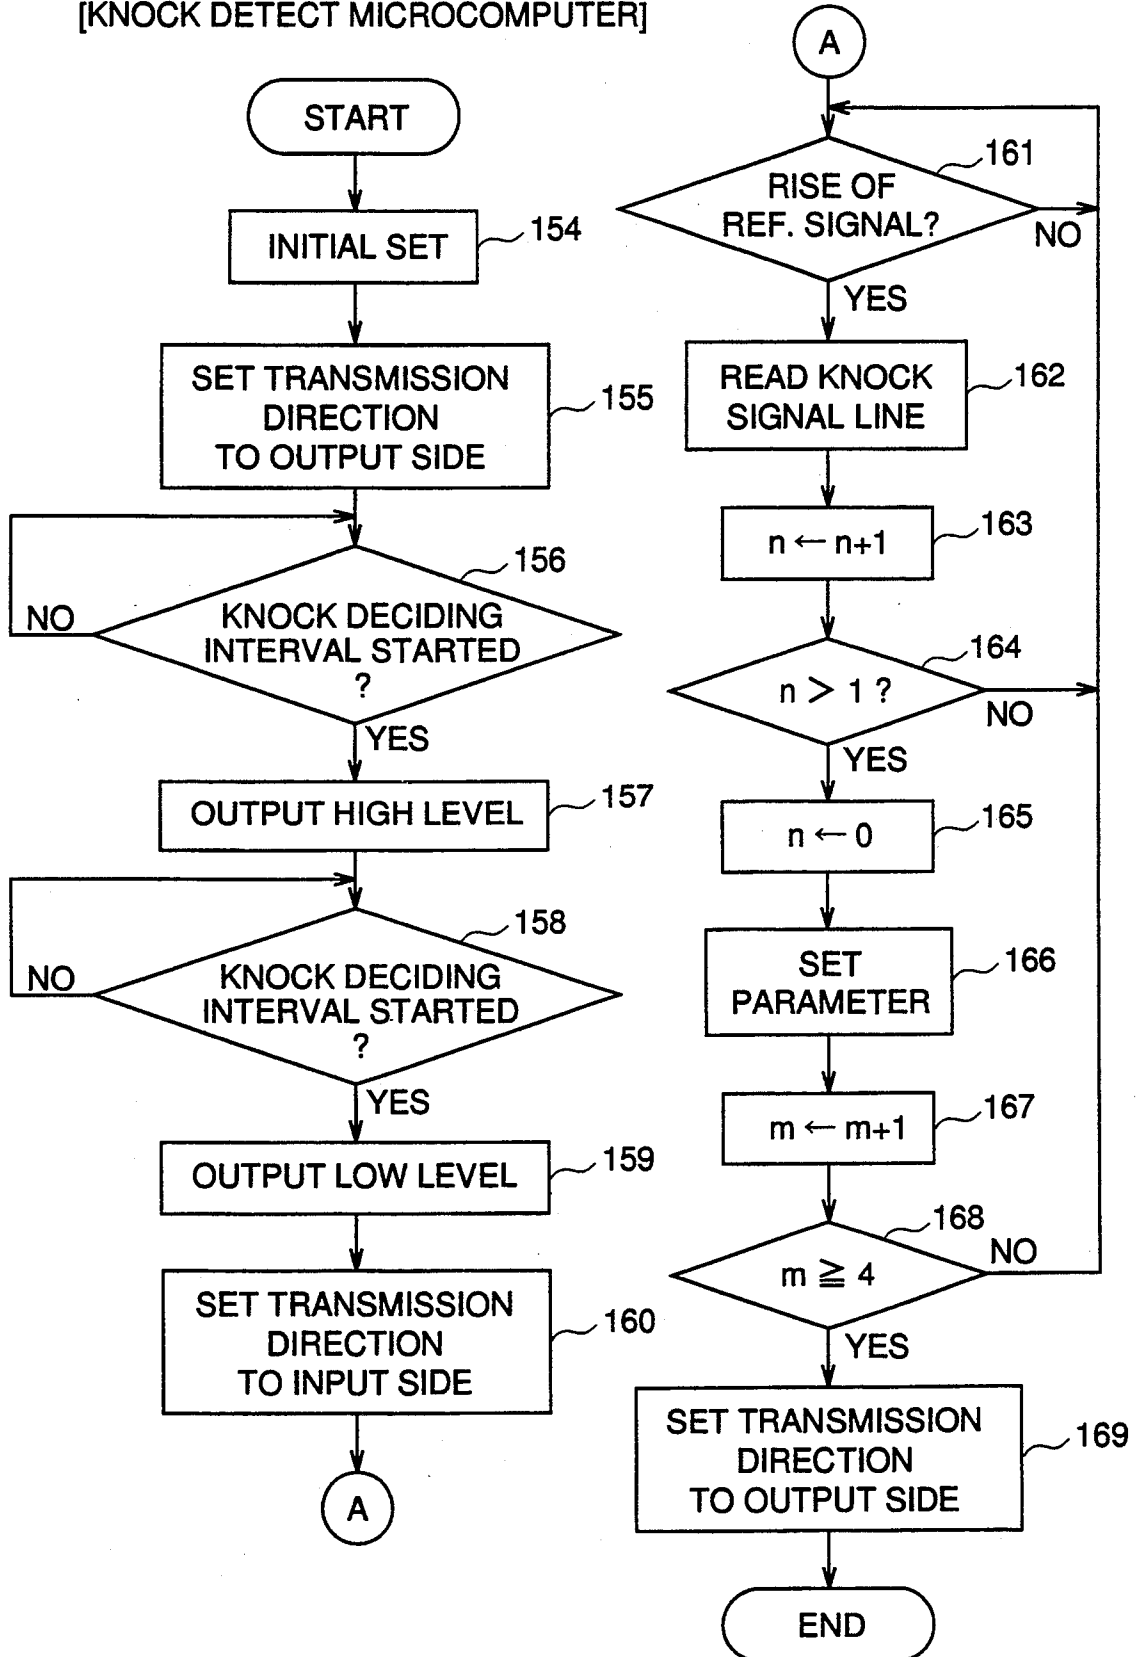 [KNOCK DETECT MICROCOMPUTER]
START
INITIAL SET
154
SET TRANSMISSION
DIRECTION
TO OUTPUT SIDE
155
156
KNOCK DECIDING
INTERVAL STARTED
?
NO
YES
OUTPUT HIGH LEVEL
157
158
KNOCK DECIDING
INTERVAL STARTED
?
NO
YES
OUTPUT LOW LEVEL
159
SET TRANSMISSION
DIRECTION
TO INPUT SIDE
160
A
A
161
RISE OF
REF. SIGNAL?
NO
YES
READ KNOCK
SIGNAL LINE
162
n ← n+1
163
164
n > 1 ?
NO
YES
n ← 0
165
SET
PARAMETER
166
m ← m+1
167
168
m ≧ 4
NO
YES
SET TRANSMISSION
DIRECTION
TO OUTPUT SIDE
169
END